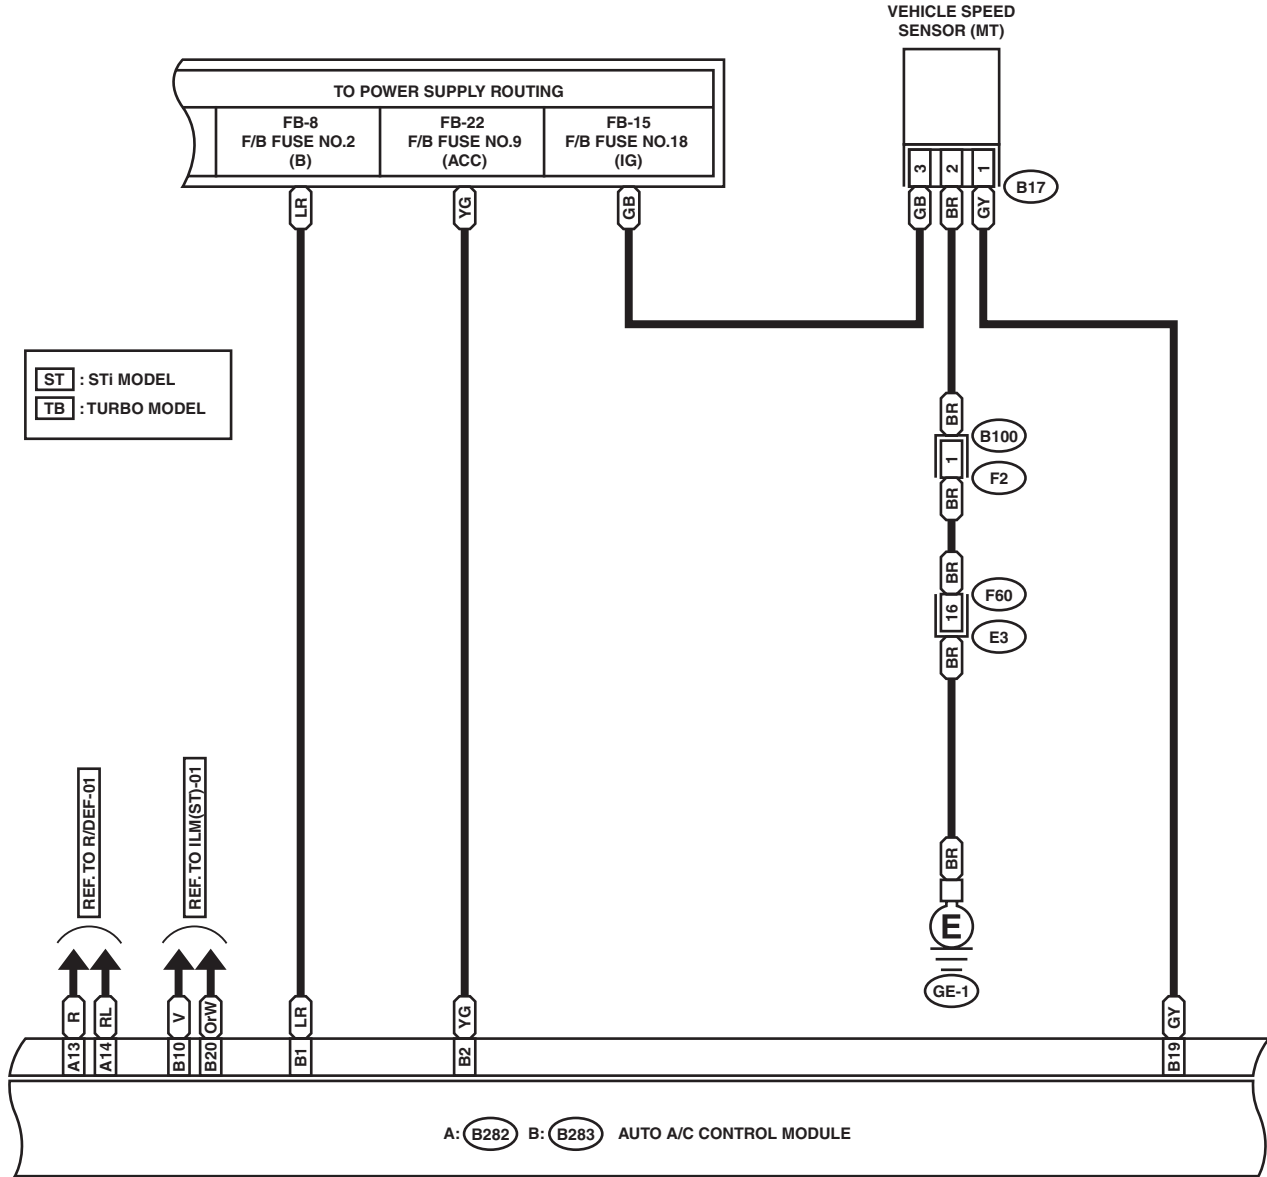 VEHICLE SPEED
SENSOR (MT)
TO POWER SUPPLY ROUTING
FB-8
F/B FUSE NO.2
(B)
FB-22
F/B FUSE NO.9
(ACC)
FB-15
F/B FUSE NO.18
(IG)
3
2
1
B17
LR
YG
GB
GB
BR
GY
ST : STi MODEL
TB : TURBO MODEL
BR
B100
1
F2
BR
BR
F60
16
E3
BR
REF. TO R/DEF-01
REF. TO ILM(ST)-01
BR
E
GE-1
R
RL
V
OrW
LR
YG
GY
A13
A14
B10
B20
B1
B2
B19
A: B282 B: B283 AUTO A/C CONTROL MODULE